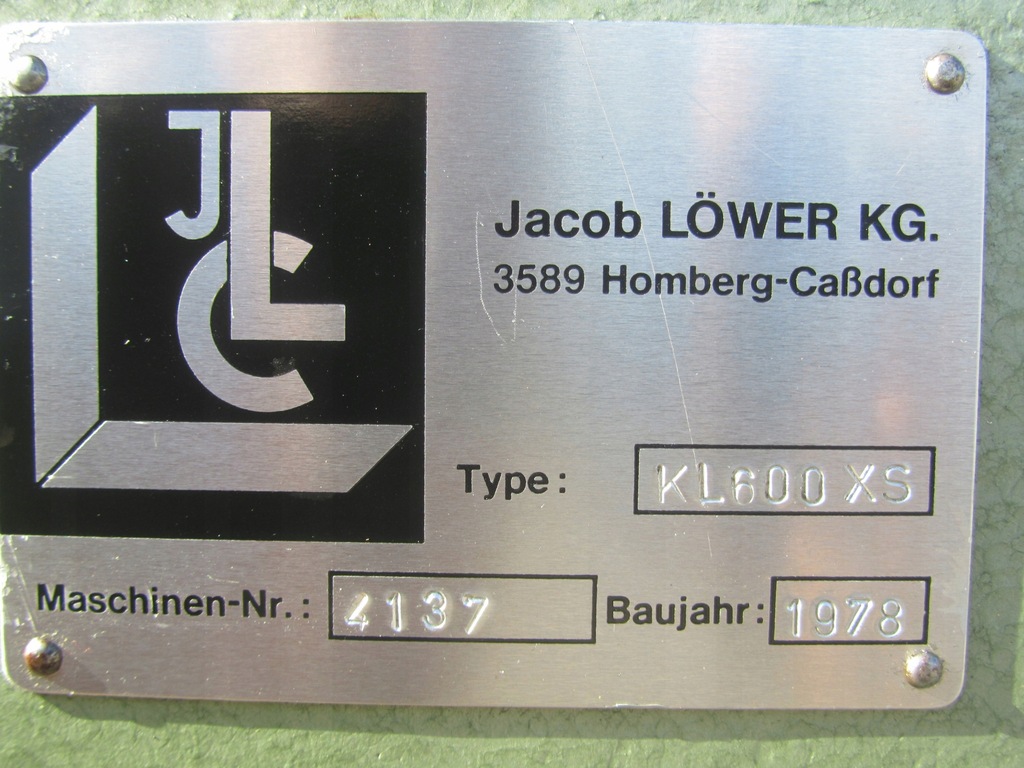 JLC
Jacob LÖWER KG.
3589 Homberg-Caßdorf
Type: KL600 XS
Maschinen-Nr.: 4137 Baujahr: 1978